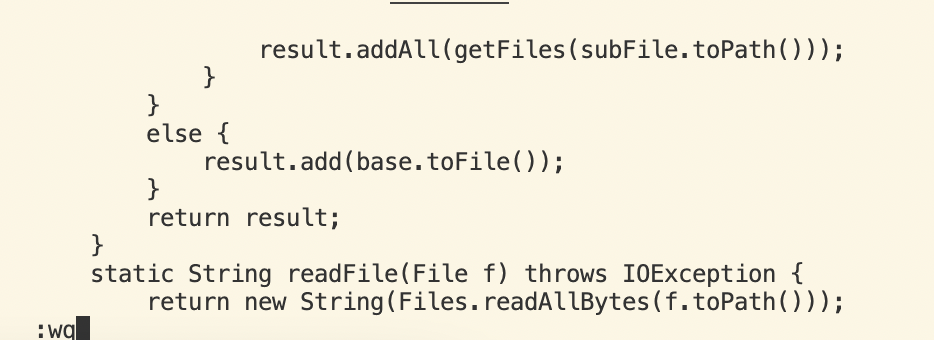 result.addAll(getFiles(subFile.toPath()));
}
}
else {
result.add(base.toFile());
}
return result;
}
static String readFile(File f) throws IOException {
return new String(Files.readAllBytes(f.toPath()));
:wq